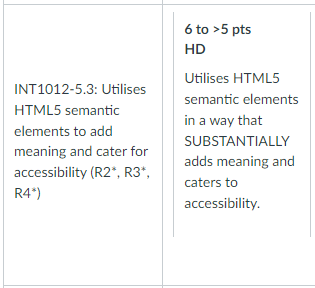 INT1012-5.3: Utilises
HTML5 semantic
elements to add
meaning and cater for
accessibility (R2*, R3*,
R4*)
6 to >5 pts
HD
Utilises HTML5
semantic elements
in a way that
SUBSTANTIALLY
adds meaning and
caters to
accessibility.